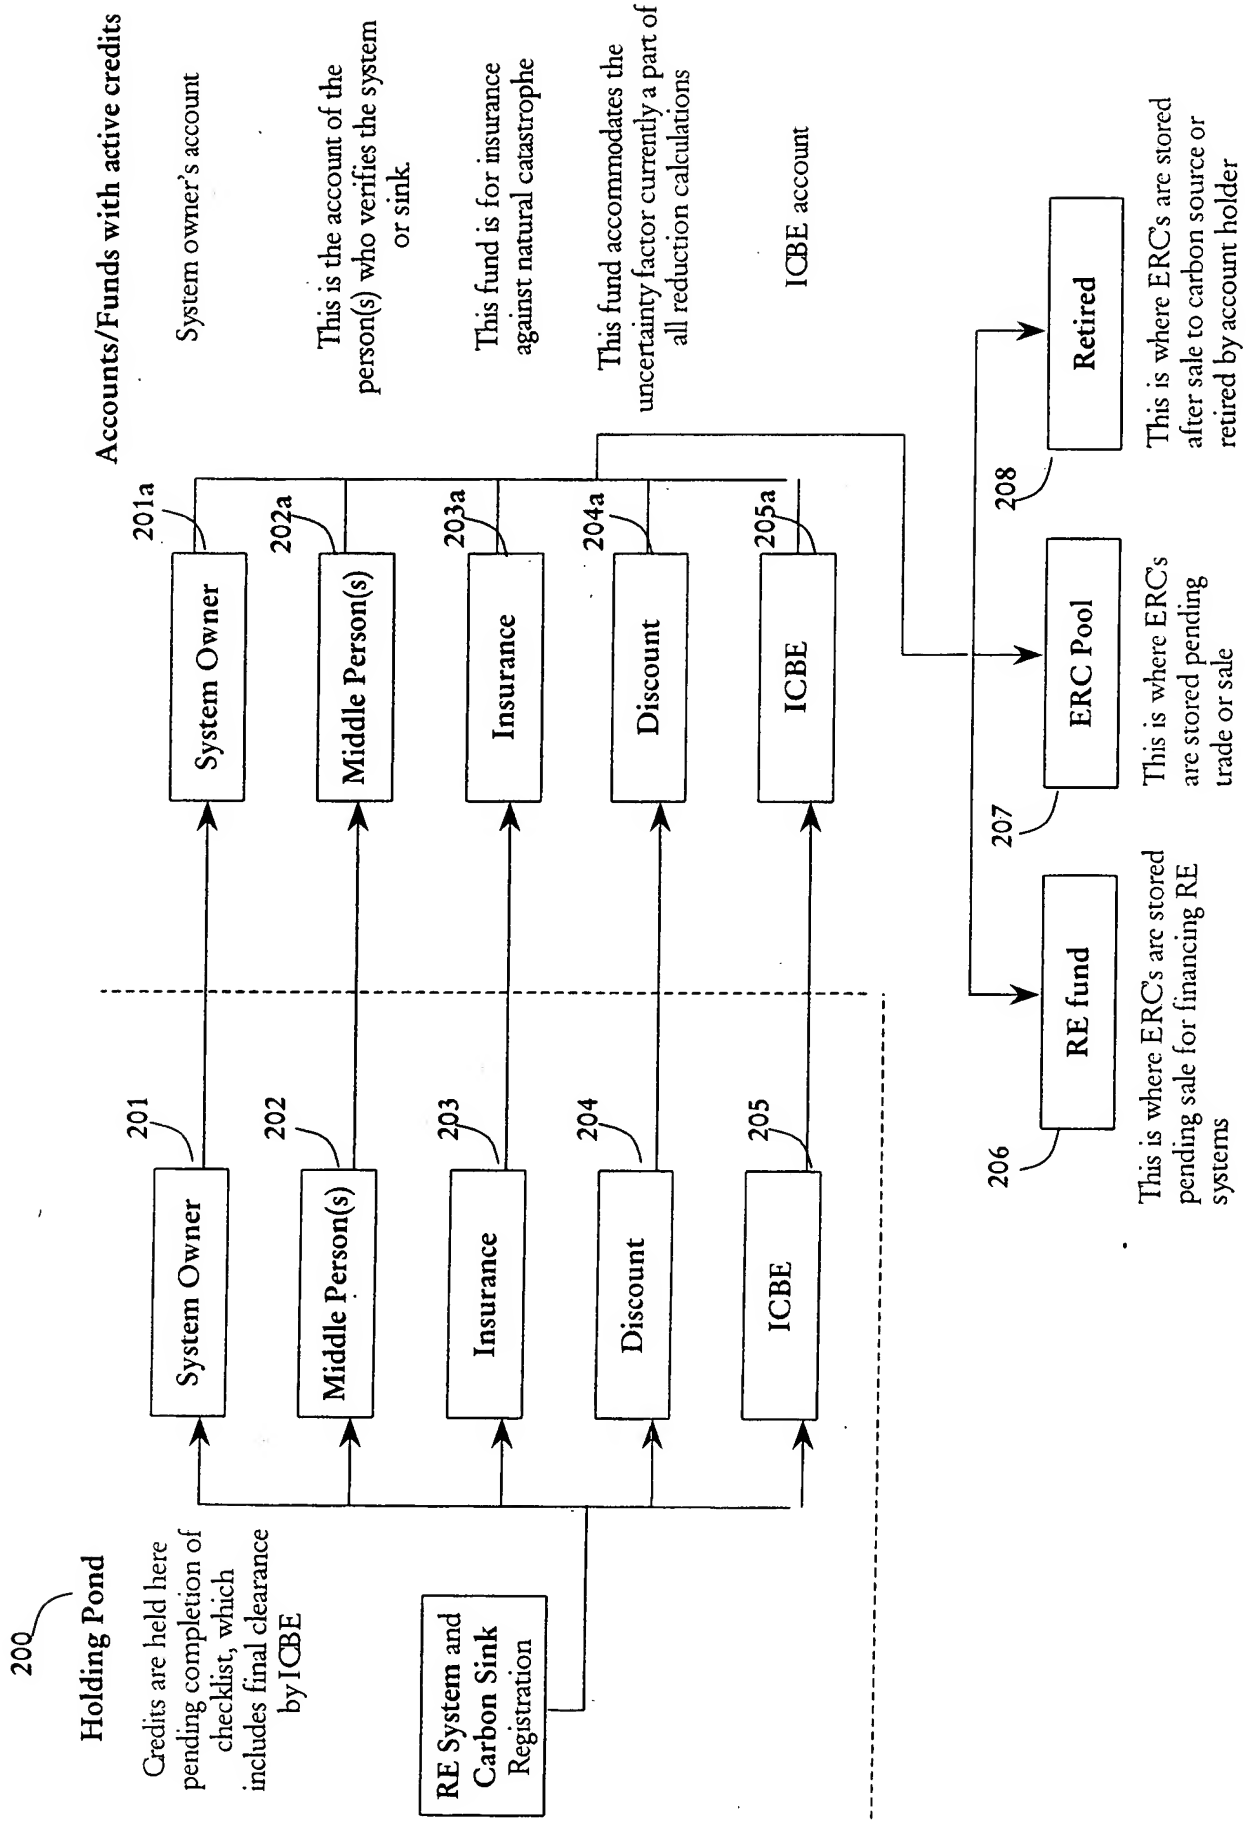 200
Holding Pond
Credits are held here
pending completion of
checklist, which
includes final clearance
by ICBE
RE System and
Carbon Sink
Registration
System Owner
201
Middle Person(s)
202
Insurance
203
Discount
204
ICBE
205
Accounts/Funds with active credits
System Owner
201a
System owner's account
Middle Person(s)
202a
This is the account of the
person(s) who verifies the system
or sink.
Insurance
203a
This fund is for insurance
against natural catastrophe
Discount
204a
This fund accommodates the
uncertainty factor currently a part of
all reduction calculations
ICBE
205a
ICBE account
206
RE fund
This is where ERC's are stored
pending sale for financing RE
systems
207
ERC Pool
This is where ERC's
are stored pending
trade or sale
208
Retired
This is where ERC's are stored
after sale to carbon source or
retired by account holder